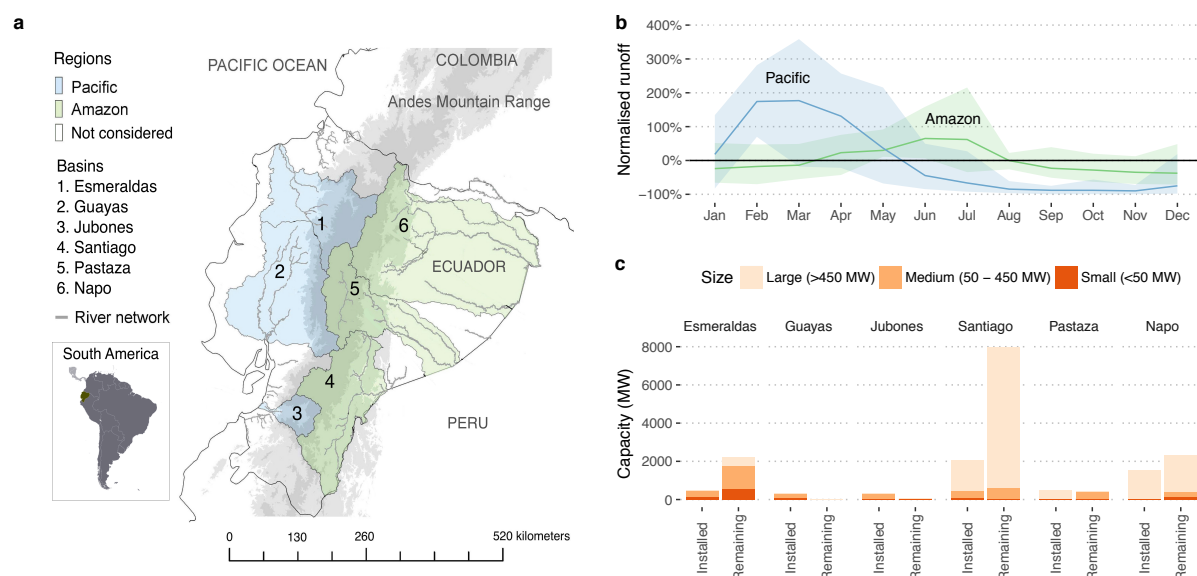 a
Regions
Pacific
Amazon
Not considered
Basins
1. Esmeraldas
2. Guayas
3. Jubones
4. Santiago
5. Pastaza
6. Napo
River network
South America
PACIFIC OCEAN
COLOMBIA
Andes Mountain Range
1
2
3
4
5
6
ECUADOR
PERU
0 130 260 520 kilometers
b
Normalised runoff
400%
300%
200%
100%
0%
−100%
Pacific
Amazon
Jan Feb Mar Apr May Jun Jul Aug Sep Oct Nov Dec
c
Size Large (>450 MW) Medium (50 − 450 MW) Small (<50 MW)
Esmeraldas Guayas Jubones Santiago Pastaza Napo
Capacity (MW)
8000
6000
4000
2000
0
Installed Remaining Installed Remaining Installed Remaining Installed Remaining Installed Remaining Installed Remaining